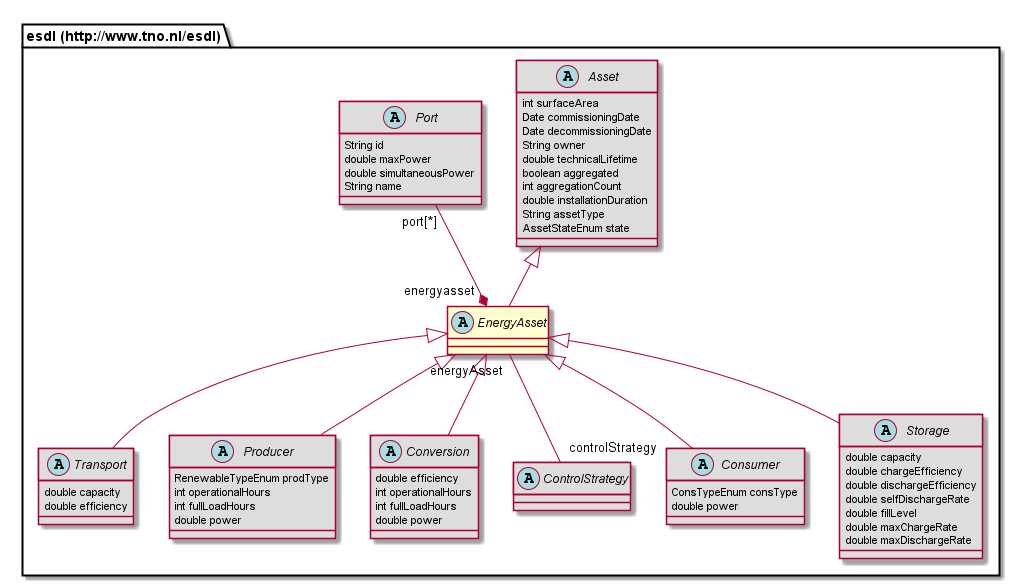 esdl (http://www.tno.nl/esdl)
A Asset
int surfaceArea
Date commissioningDate
Date decommissioningDate
String owner
double technicalLifetime
boolean aggregated
int aggregationCount
double installationDuration
String assetType
AssetStateEnum state
A Port
String id
double maxPower
double simultaneousPower
String name
port[*]
energyasset
A EnergyAsset
energyAsset
controlStrategy
A Transport
double capacity
double efficiency
A Producer
RenewableTypeEnum prodType
int operationalHours
int fullLoadHours
double power
A Conversion
double efficiency
int operationalHours
int fullLoadHours
double power
A ControlStrategy
A Consumer
ConsTypeEnum consType
double power
A Storage
double capacity
double chargeEfficiency
double dischargeEfficiency
double selfDischargeRate
double fillLevel
double maxChargeRate
double maxDischargeRate